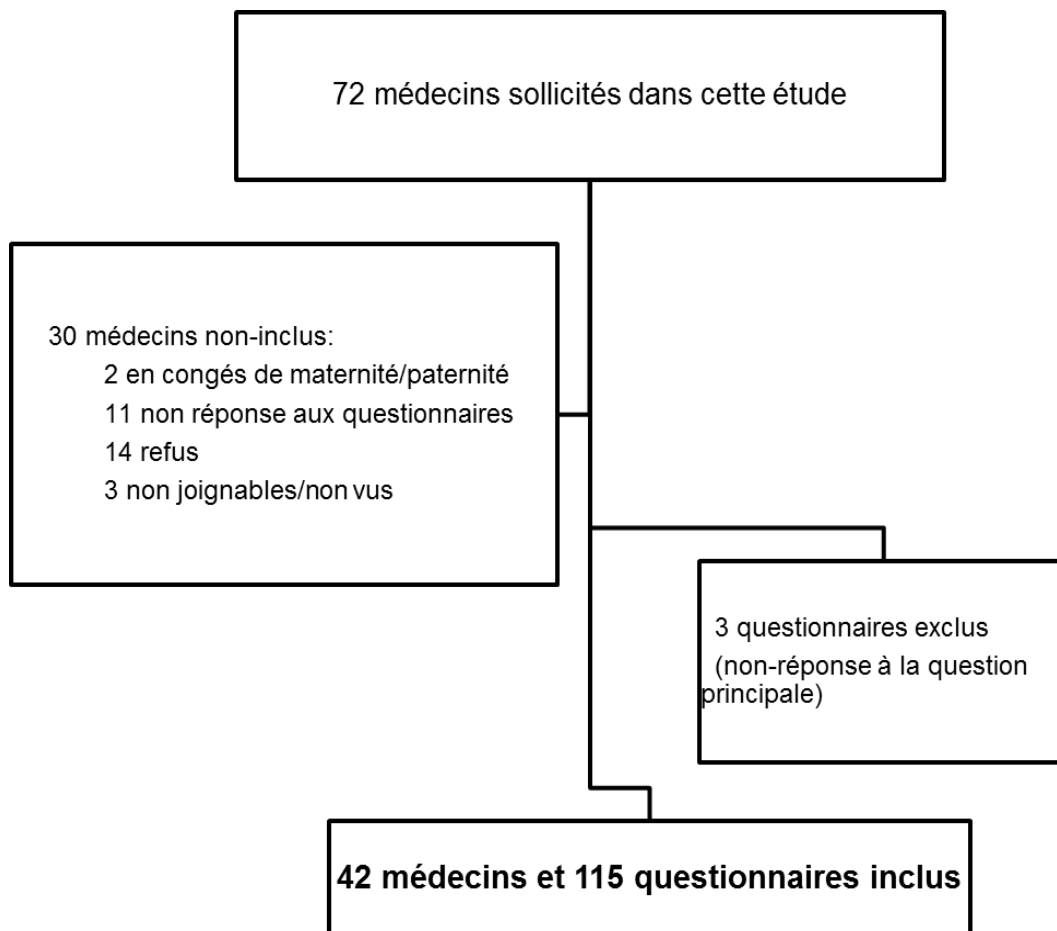 72 médecins sollicités dans cette étude
30 médecins non-inclus:
2 en congés de maternité/paternité
11 non réponse aux questionnaires
14 refus
3 non joignables/non vus
3 questionnaires exclus
(non-réponse à la question
principale)
42 médecins et 115 questionnaires inclus